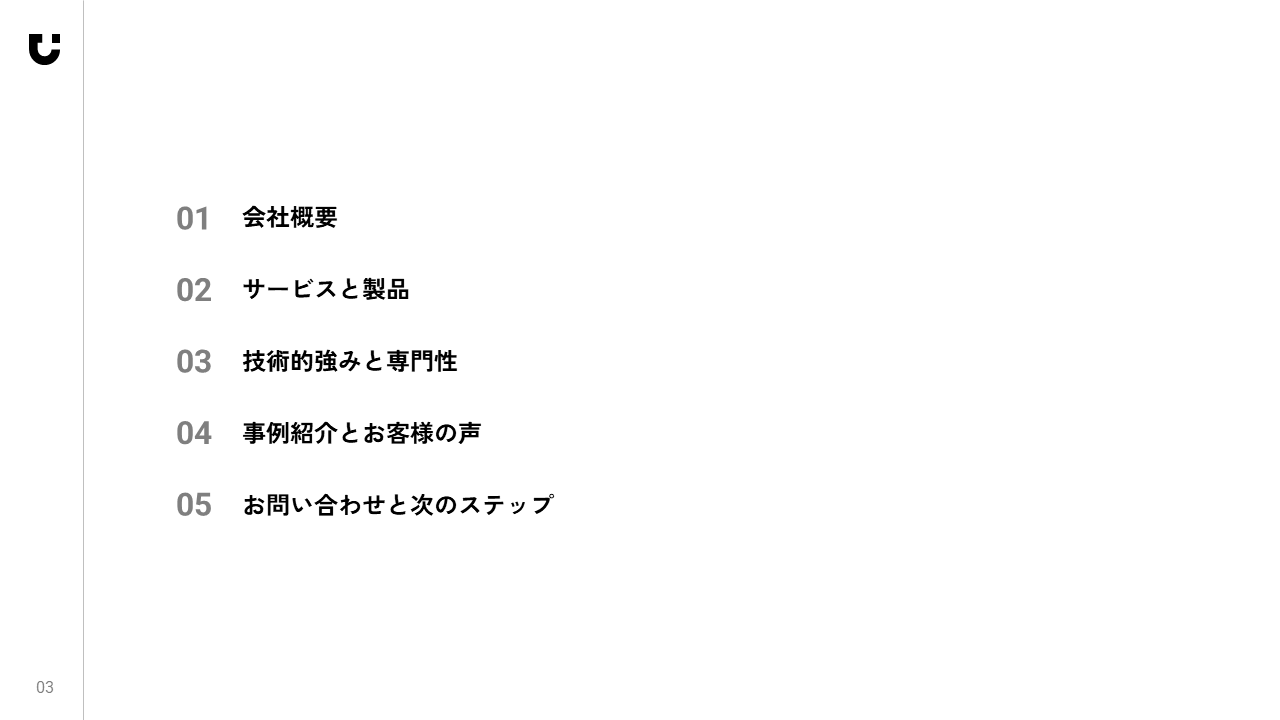 01 会社概要
02 サービスと製品
03 技術的強みと専門性
04 事例紹介とお客様の声
05 お問い合わせと次のステップ
03